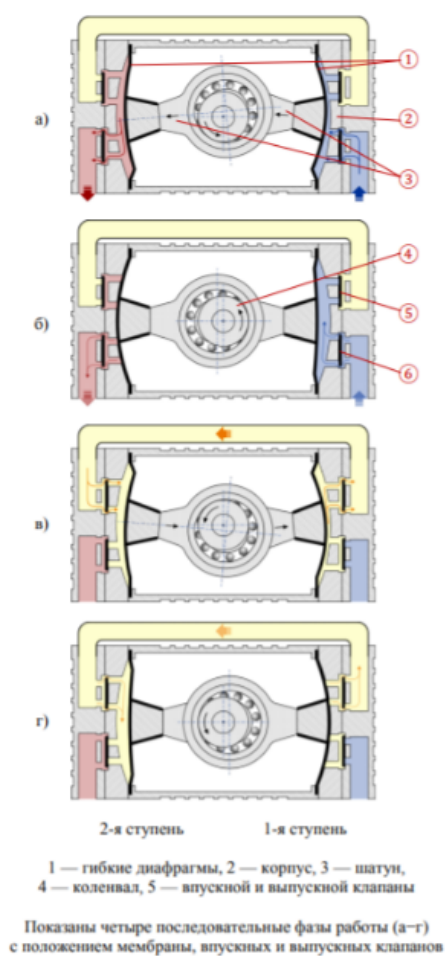 ①
а)
②
③
④
б)
⑤
⑥
в)
г)
2-я ступень 1-я ступень
1 — гибкие диафрагмы, 2 — корпус, 3 — шатун,
4 — коленвал, 5 — впускной и выпускной клапаны
Показаны четыре последовательные фазы работы (а–г)
с положением мембраны, впускных и выпускных клапанов